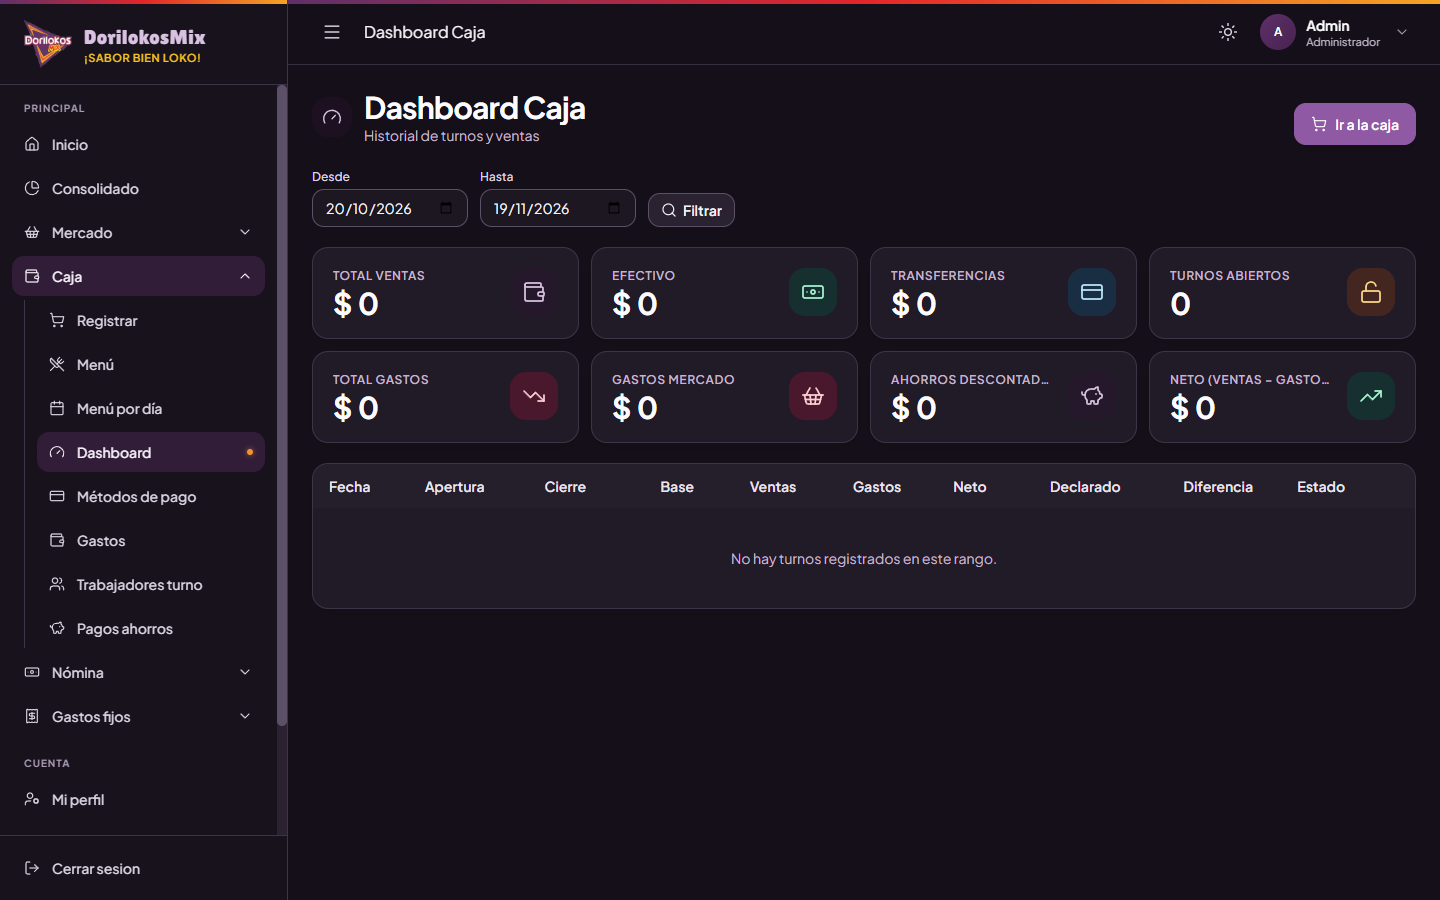 Dorilokos
DorilokosMix
¡SABOR BIEN LOKO!
PRINCIPAL
Inicio
Consolidado
Mercado
Caja
Registrar
Menú
Menú por día
Dashboard
Métodos de pago
Gastos
Trabajadores turno
Pagos ahorros
Nómina
Gastos fijos
CUENTA
Mi perfil
Cerrar sesion
Dashboard Caja
A
Admin
Administrador
Dashboard Caja
Historial de turnos y ventas
Ir a la caja
Desde
Hasta
20/10/2026
19/11/2026
Filtrar
TOTAL VENTAS
$ 0
EFECTIVO
$ 0
TRANSFERENCIAS
$ 0
TURNOS ABIERTOS
0
TOTAL GASTOS
$ 0
GASTOS MERCADO
$ 0
AHORROS DESCONTAD...
$ 0
NETO (VENTAS - GASTO...
$ 0
Fecha Apertura Cierre Base Ventas Gastos Neto Declarado Diferencia Estado
No hay turnos registrados en este rango.